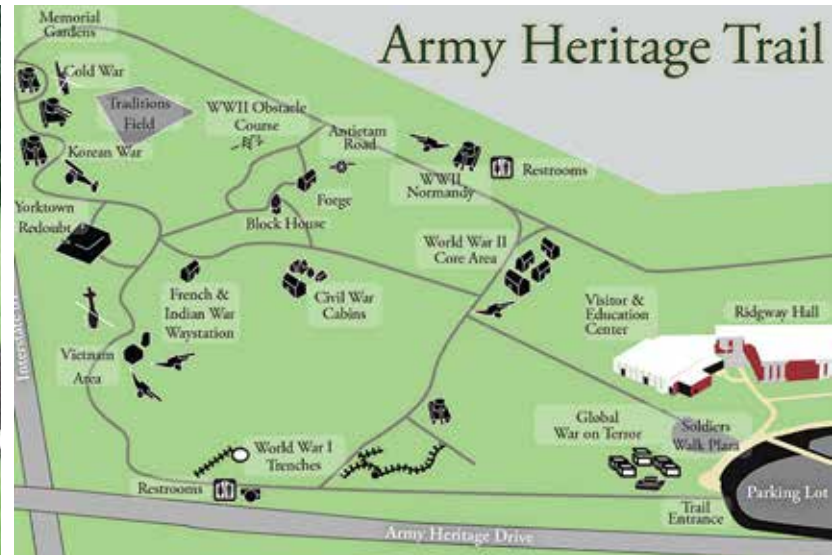 Army Heritage Trail
Memorial
Gardens
Cold War
Traditions
Field
WWII Obstacle
Course
Antietam
Road
Korean War
WWII
Normandy
Restrooms
Forge
Block House
Yorktown
Redoubt
World War II
Core Area
French &
Indian War
Waystation
Civil War
Cabins
Visitor &
Education
Center
Ridgway Hall
Interstate
Vietnam
Area
Global
War on Terror
Soldiers
Walk Plaza
World War I
Trenches
Restrooms
Parking Lot
Trail
Entrance
Army Heritage Drive